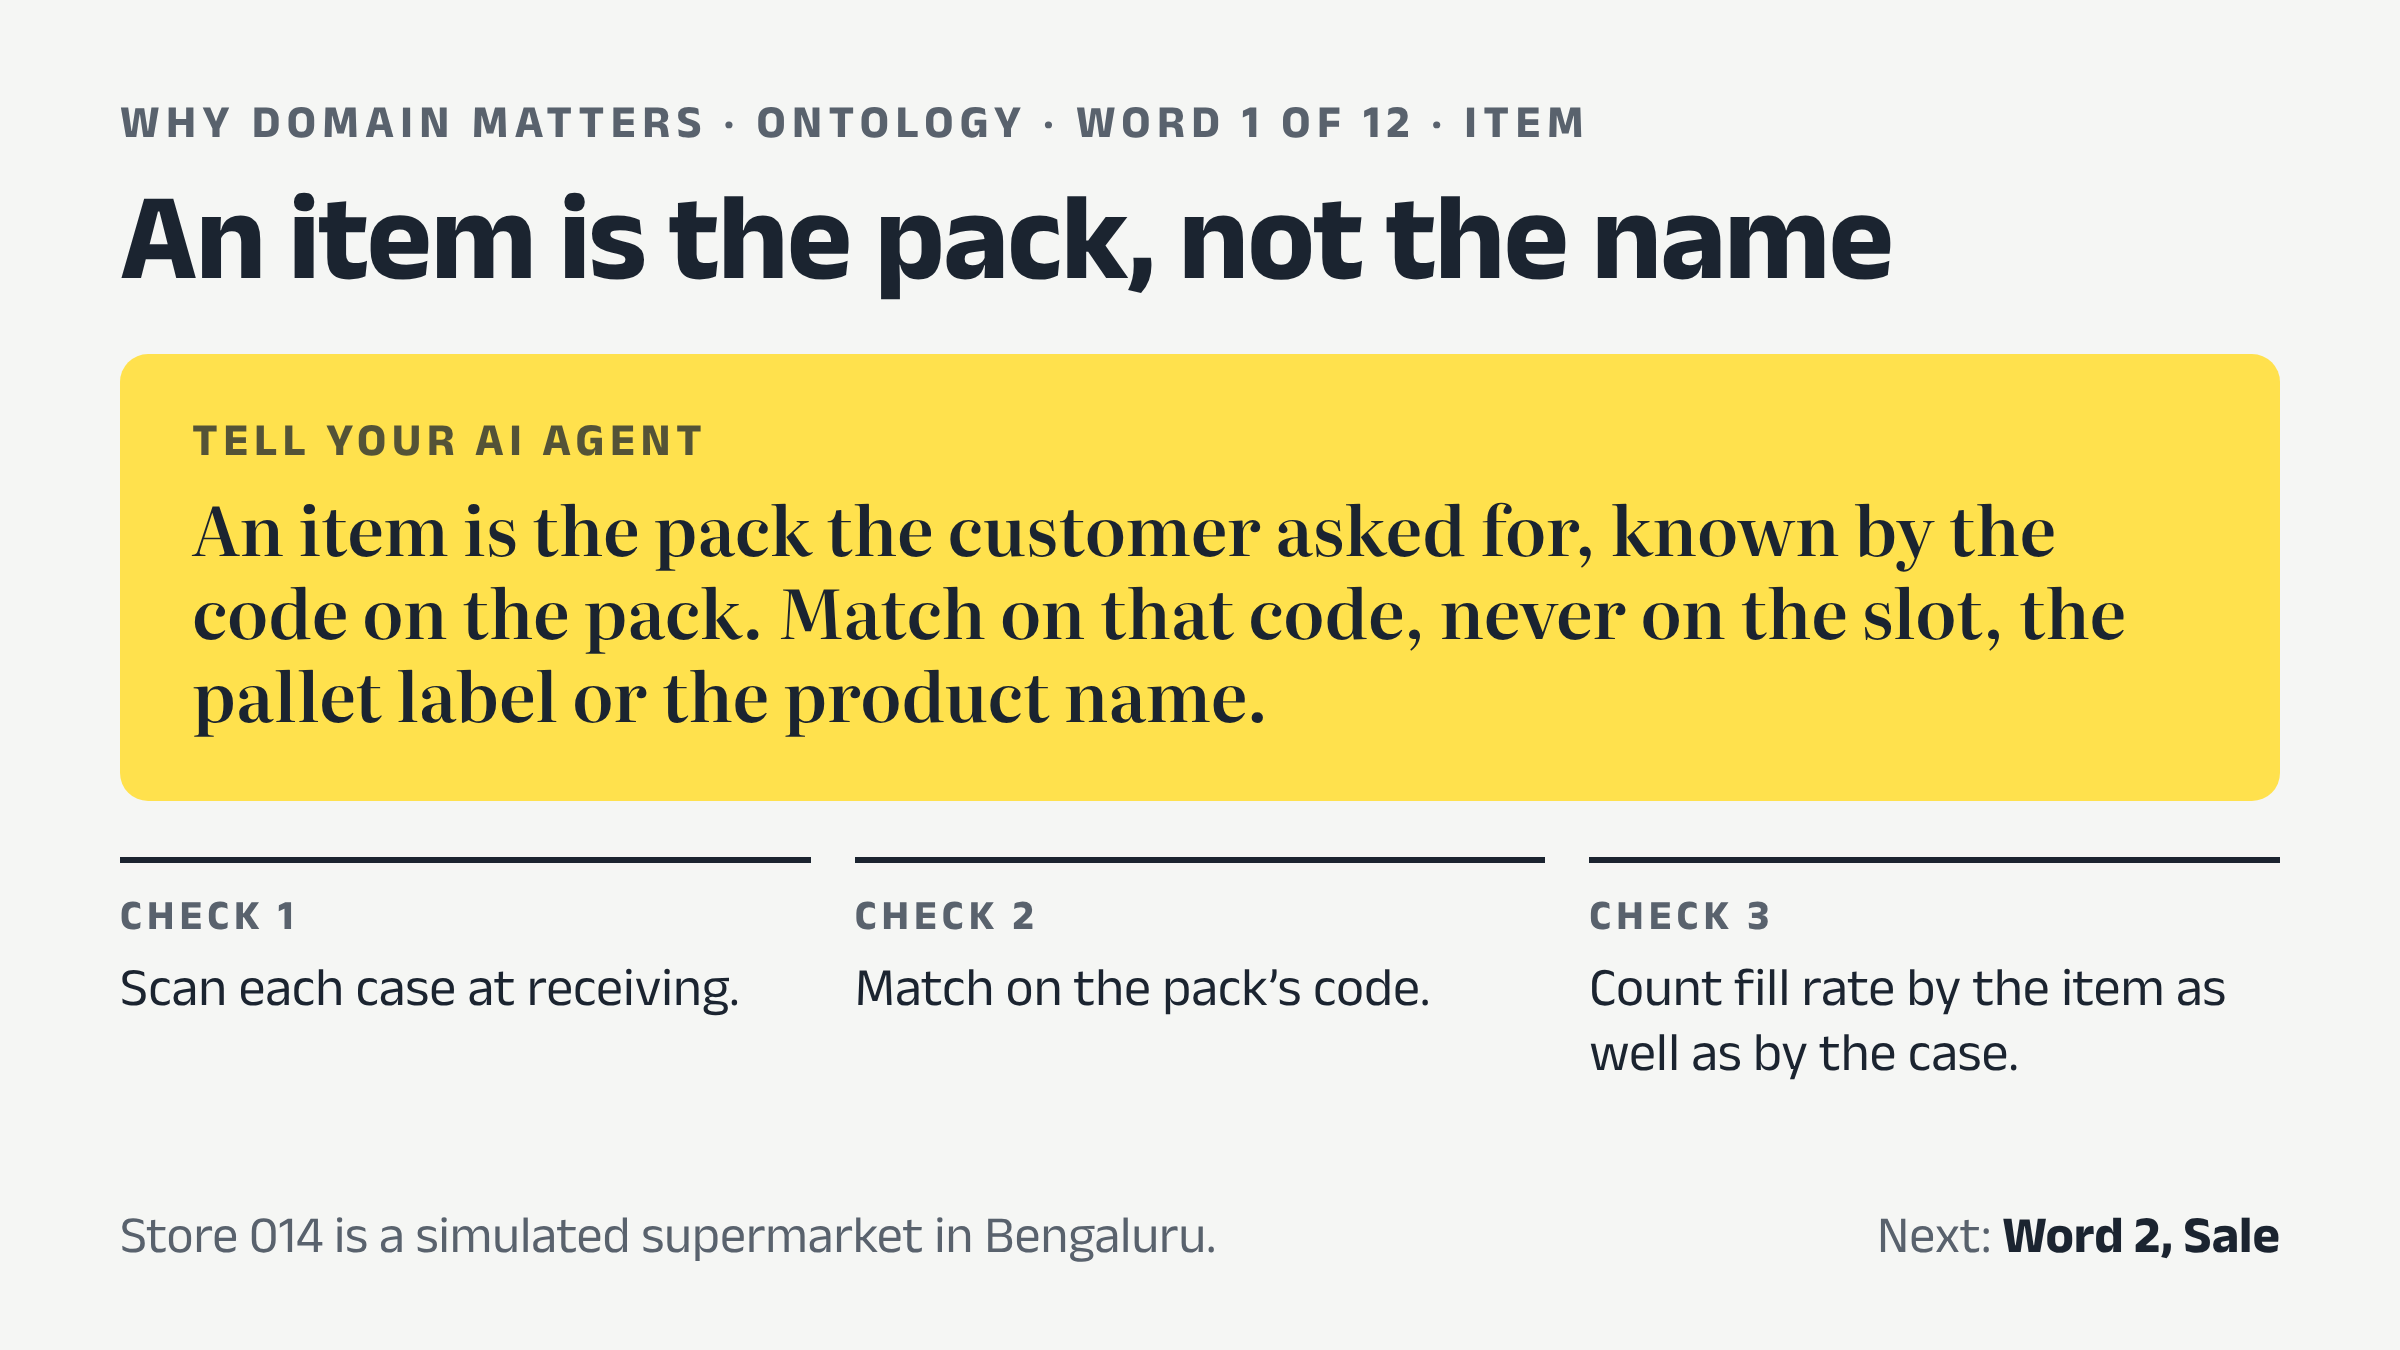 WHY DOMAIN MATTERS · ONTOLOGY · WORD 1 OF 12 · ITEM
An item is the pack, not the name
TELL YOUR AI AGENT
An item is the pack the customer asked for, known by the
code on the pack. Match on that code, never on the slot, the
pallet label or the product name.
CHECK 1
Scan each case at receiving.
CHECK 2
Match on the pack’s code.
CHECK 3
Count fill rate by the item as
well as by the case.
Store 014 is a simulated supermarket in Bengaluru.
Next: Word 2, Sale